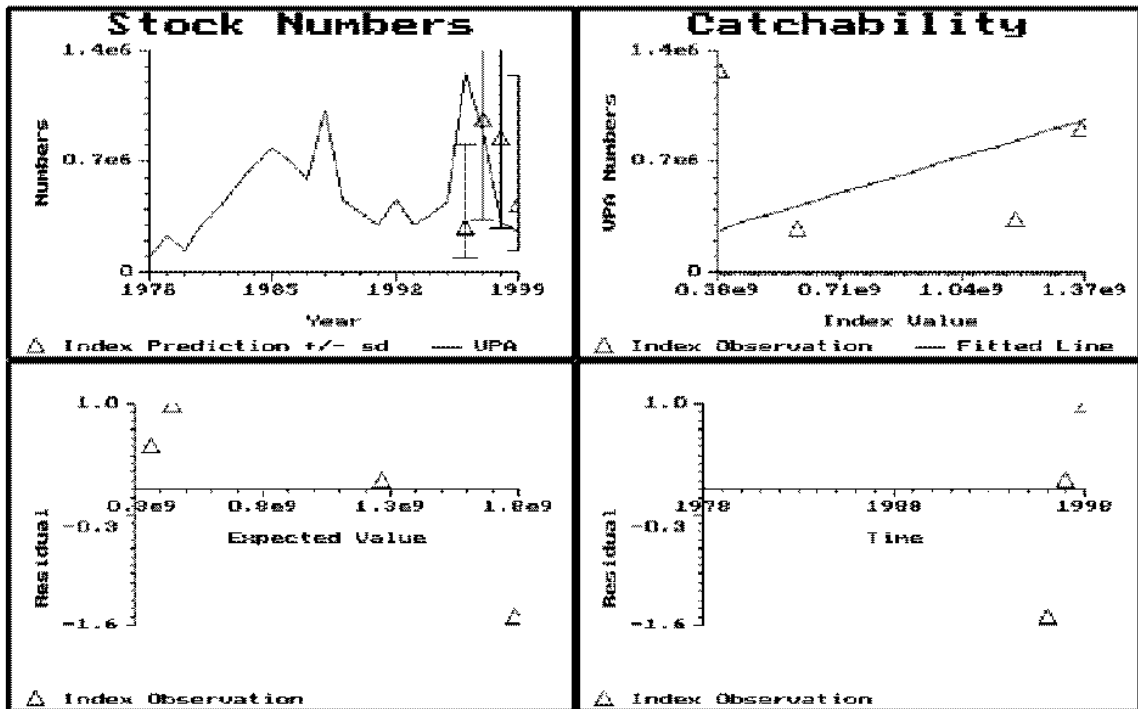 Stock Numbers
1.4e6
0.7e6
0
Numbers
1978
1985
1992
1999
Year
Index Prediction +/- sd
VPA
Catchability
1.4e6
0.7e6
0
VPA Numbers
0.38e9
0.71e9
1.04e9
1.37e9
Index Value
Index Observation
Fitted Line
1.0
-0.3
-1.6
Residual
0.3e9
0.8e9
1.3e9
1.8e9
Expected Value
Index Observation
1.0
-0.3
-1.6
Residual
1978
1988
1998
Time
Index Observation